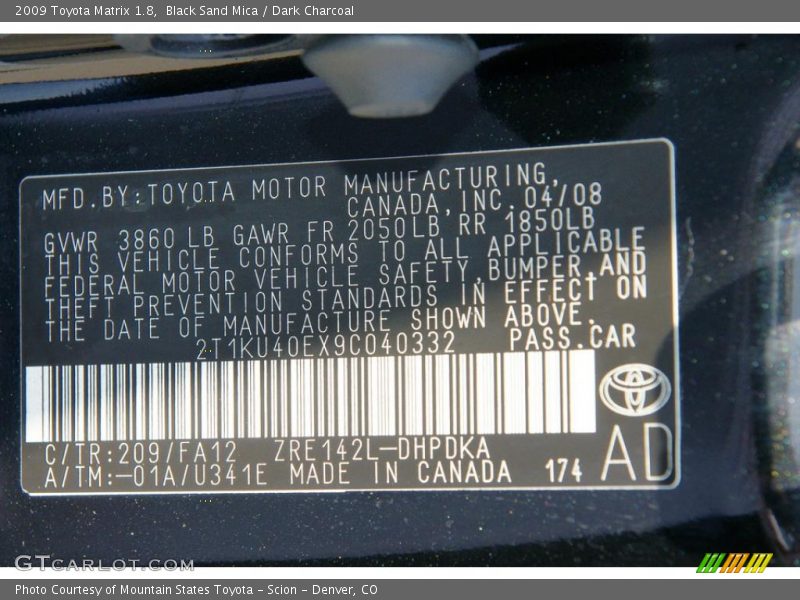 2009 Toyota Matrix 1.8, Black Sand Mica / Dark Charcoal
MFD.BY:TOYOTA MOTOR MANUFACTURING,
CANADA,INC.04/08
GVWR 3860 LB GAWR FR 2050LB RR 1850LB
THIS VEHICLE CONFORMS TO ALL APPLICABLE
FEDERAL MOTOR VEHICLE SAFETY,BUMPER,AND
THEFT PREVENTION STANDARDS IN EFFECT ON
THE DATE OF MANUFACTURE SHOWN ABOVE.
2T1KU40EX9C040332 PASS.CAR
C/TR:209/FA12 ZRE142L-DHPDKA
A/TM:-01A/U341E MADE IN CANADA 174 AD
GTCARLOT.COM
Photo Courtesy of Mountain States Toyota - Scion - Denver, CO